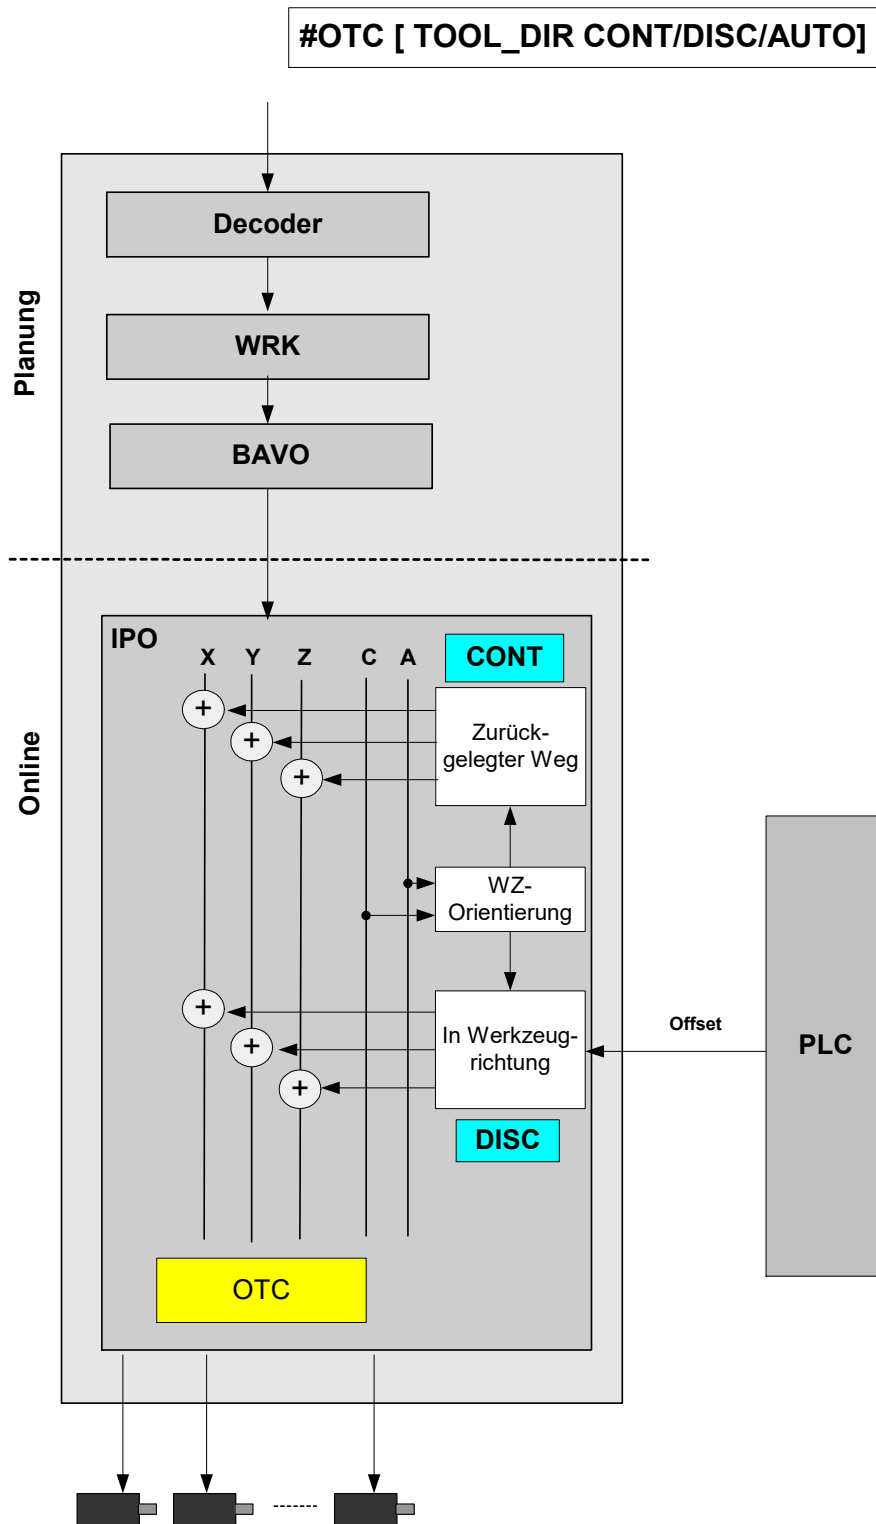 #OTC [ TOOL_DIR CONT/DISC/AUTO]
Planung
Decoder
WRK
BAVO
Online
IPO
X Y Z C A
CONT
+
+
+
Zurück-
gelegter Weg
WZ-
Orientierung
+
+
+
In Werkzeug-
richtung
Offset
PLC
DISC
OTC